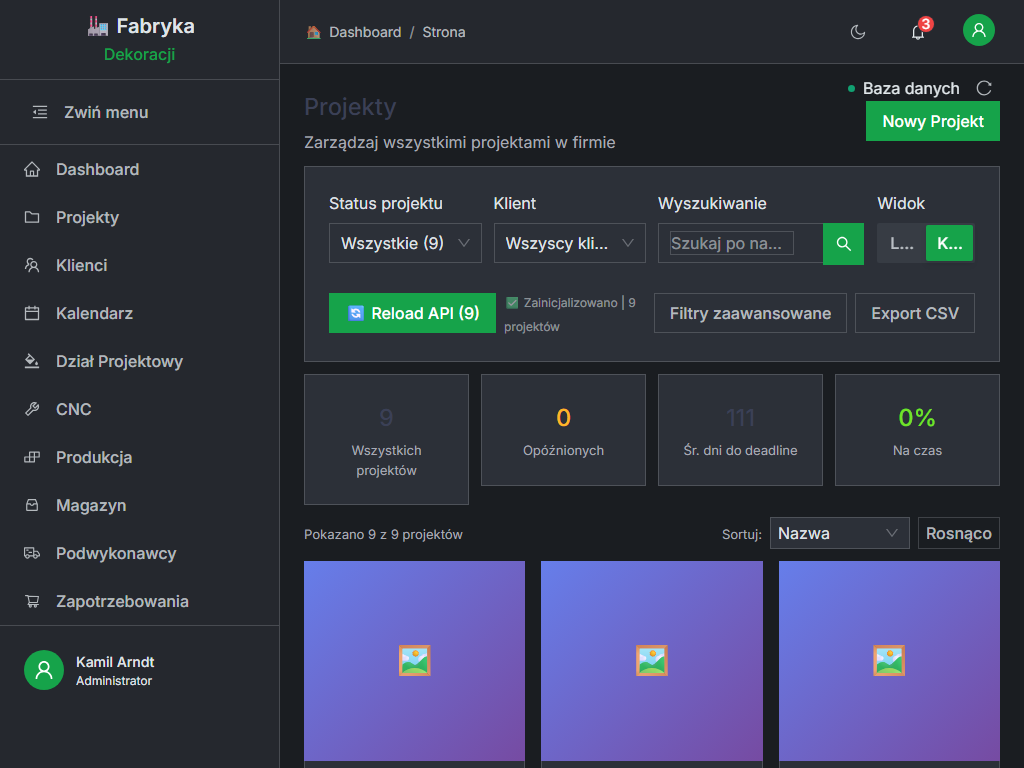 Fabryka
Dekoracji
Zwiń menu
Dashboard
Projekty
Klienci
Kalendarz
Dział Projektowy
CNC
Produkcja
Magazyn
Podwykonawcy
Zapotrzebowania
Kamil Arndt
Administrator
Dashboard / Strona
3
Baza danych
Projekty
Zarządzaj wszystkimi projektami w firmie
Nowy Projekt
Status projektu
Klient
Wyszukiwanie
Widok
Wszystkie (9)
Wszyscy kli...
Szukaj po na...
L...
K...
Reload API (9)
Zainicjalizowano | 9
projektów
Filtry zaawansowane
Export CSV
9
Wszystkich
projektów
0
Opóźnionych
111
Śr. dni do deadline
0%
Na czas
Pokazano 9 z 9 projektów
Sortuj:
Nazwa
Rosnąco